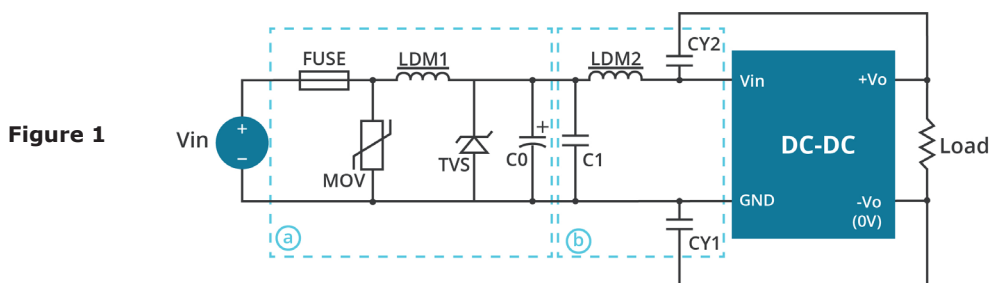 Figure 1
Vin
+
−
FUSE
MOV
LDM1
TVS
C0
+
a
C1
LDM2
b
CY2
CY1
Vin
+Vo
DC-DC
GND
-Vo
(0V)
Load